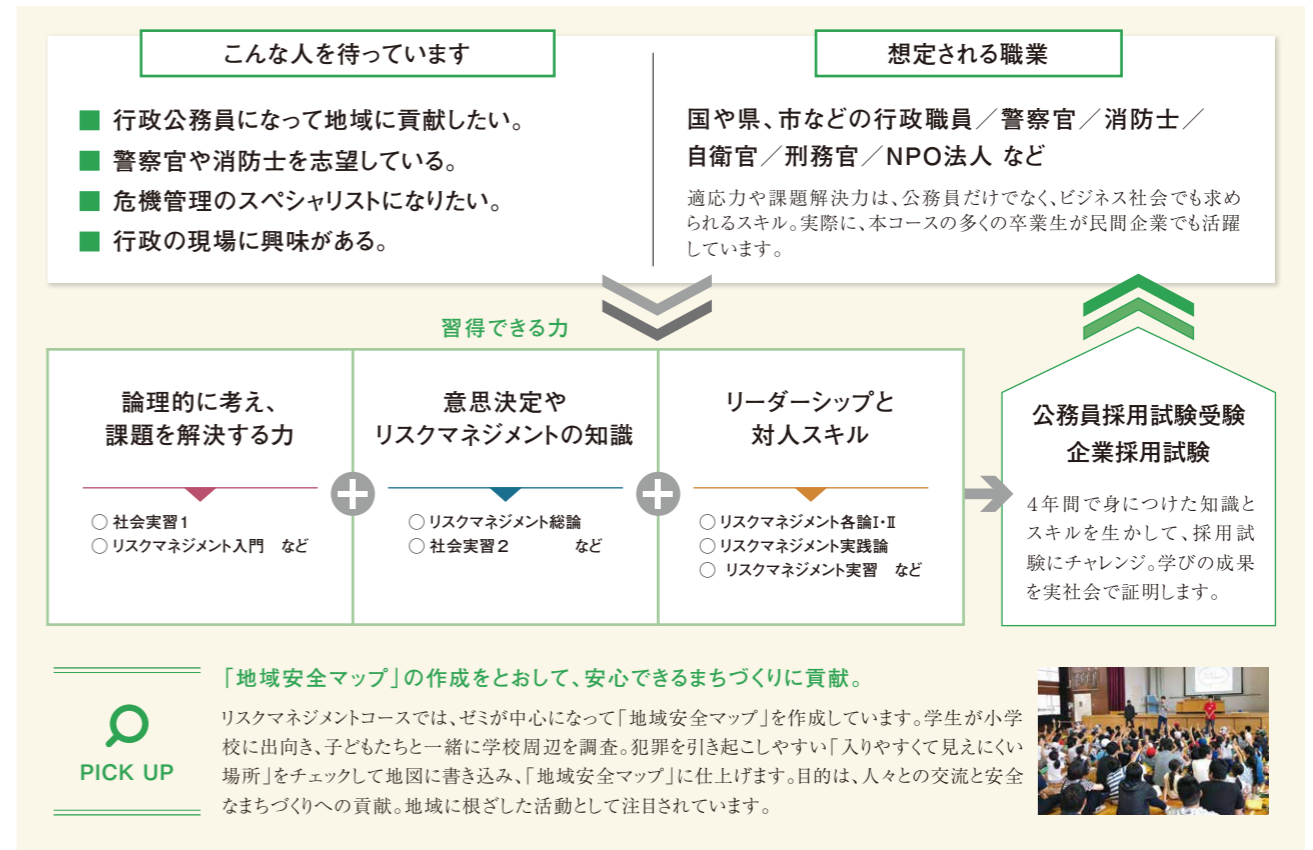 こんな人を待っています
■ 行政公務員になって地域に貢献したい。
■ 警察官や消防士を志望している。
■ 危機管理のスペシャリストになりたい。
■ 行政の現場に興味がある。
想定される職業
国や県、市などの行政職員／警察官／消防士／
自衛官／刑務官／NPO法人 など
適応力や課題解決力は、公務員だけでなく、ビジネス社会でも求め
られるスキル。実際に、本コースの多くの卒業生が民間企業でも活躍
しています。
習得できる力
論理的に考え、
課題を解決する力
○ 社会実習1
○ リスクマネジメント入門　など
意思決定や
リスクマネジメントの知識
○ リスクマネジメント総論
○ 社会実習2　など
リーダーシップと
対人スキル
○ リスクマネジメント各論Ⅰ・Ⅱ
○ リスクマネジメント実践論
○ リスクマネジメント実習　など
公務員採用試験受験
企業採用試験
4年間で身につけた知識と
スキルを生かして、採用試
験にチャレンジ。学びの成果
を実社会で証明します。
PICK UP
「地域安全マップ」の作成をとおして、安心できるまちづくりに貢献。
リスクマネジメントコースでは、ゼミが中心になって「地域安全マップ」を作成しています。学生が小学
校に出向き、子どもたちと一緒に学校周辺を調査。犯罪を引き起こしやすい「入りやすくて見えにくい
場所」をチェックして地図に書き込み、「地域安全マップ」に仕上げます。目的は、人々との交流と安全
なまちづくりへの貢献。地域に根ざした活動として注目されています。